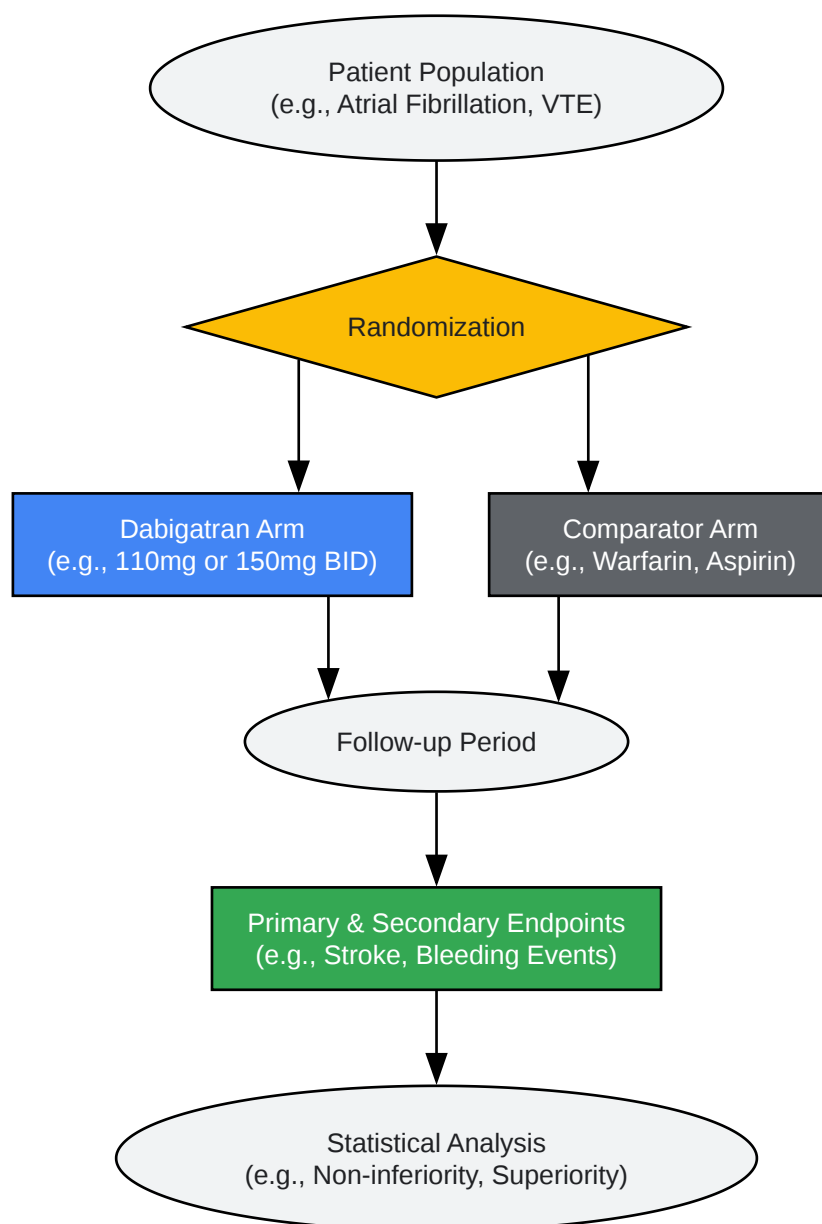 Patient Population
(e.g., Atrial Fibrillation, VTE)
Randomization
Dabigatran Arm
(e.g., 110mg or 150mg BID)
Comparator Arm
(e.g., Warfarin, Aspirin)
Follow-up Period
Primary & Secondary Endpoints
(e.g., Stroke, Bleeding Events)
Statistical Analysis
(e.g., Non-inferiority, Superiority)